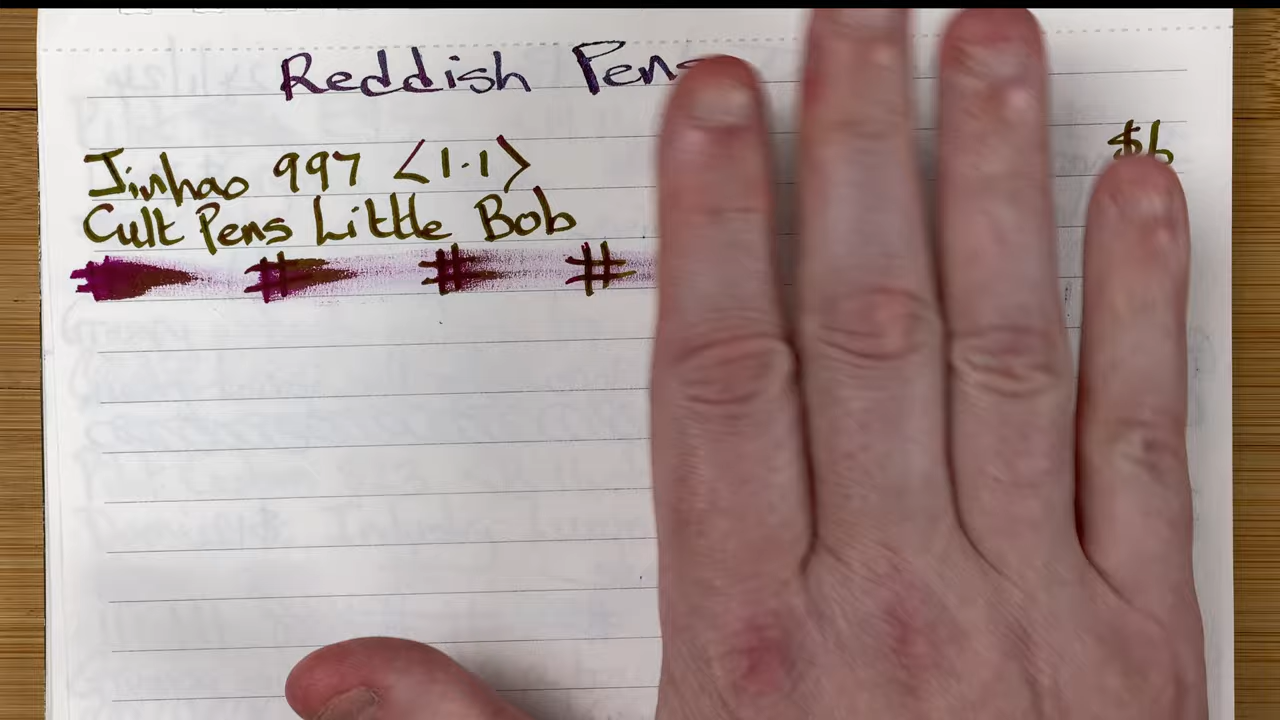 Reddish Pens
Jinhao 997 <1.1> $6
Cult Pens Little Bob
# # # #